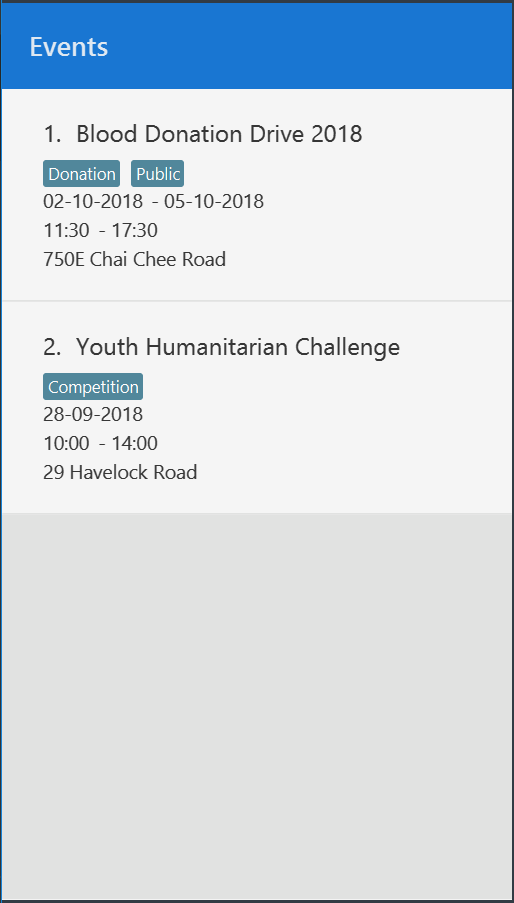 Events
1. Blood Donation Drive 2018
Donation Public
02-10-2018 - 05-10-2018
11:30 - 17:30
750E Chai Chee Road
2. Youth Humanitarian Challenge
Competition
28-09-2018
10:00 - 14:00
29 Havelock Road